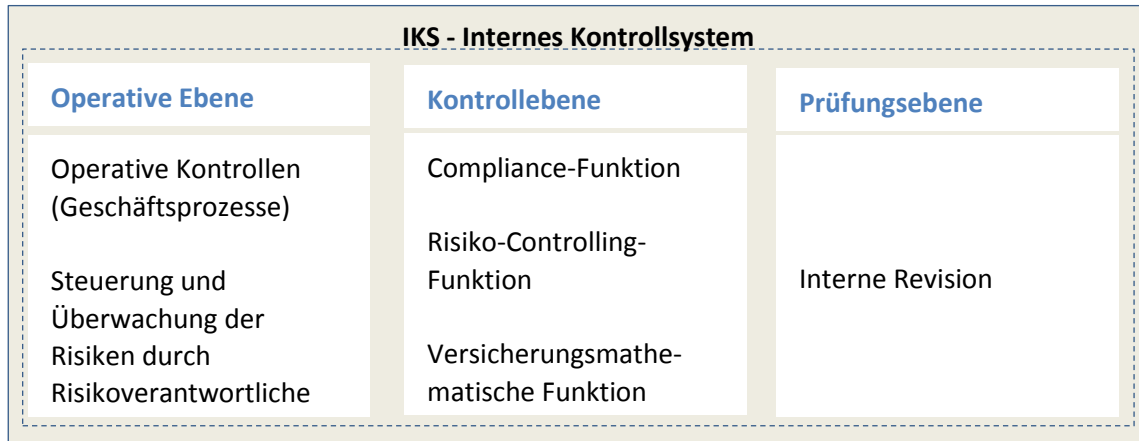 IKS - Internes Kontrollsystem
Operative Ebene
Operative Kontrollen
(Geschäftsprozesse)
Steuerung und
Überwachung der
Risiken durch
Risikoverantwortliche
Kontrollebene
Compliance-Funktion
Risiko-Controlling-
Funktion
Versicherungsmathe-
matische Funktion
Prüfungsebene
Interne Revision